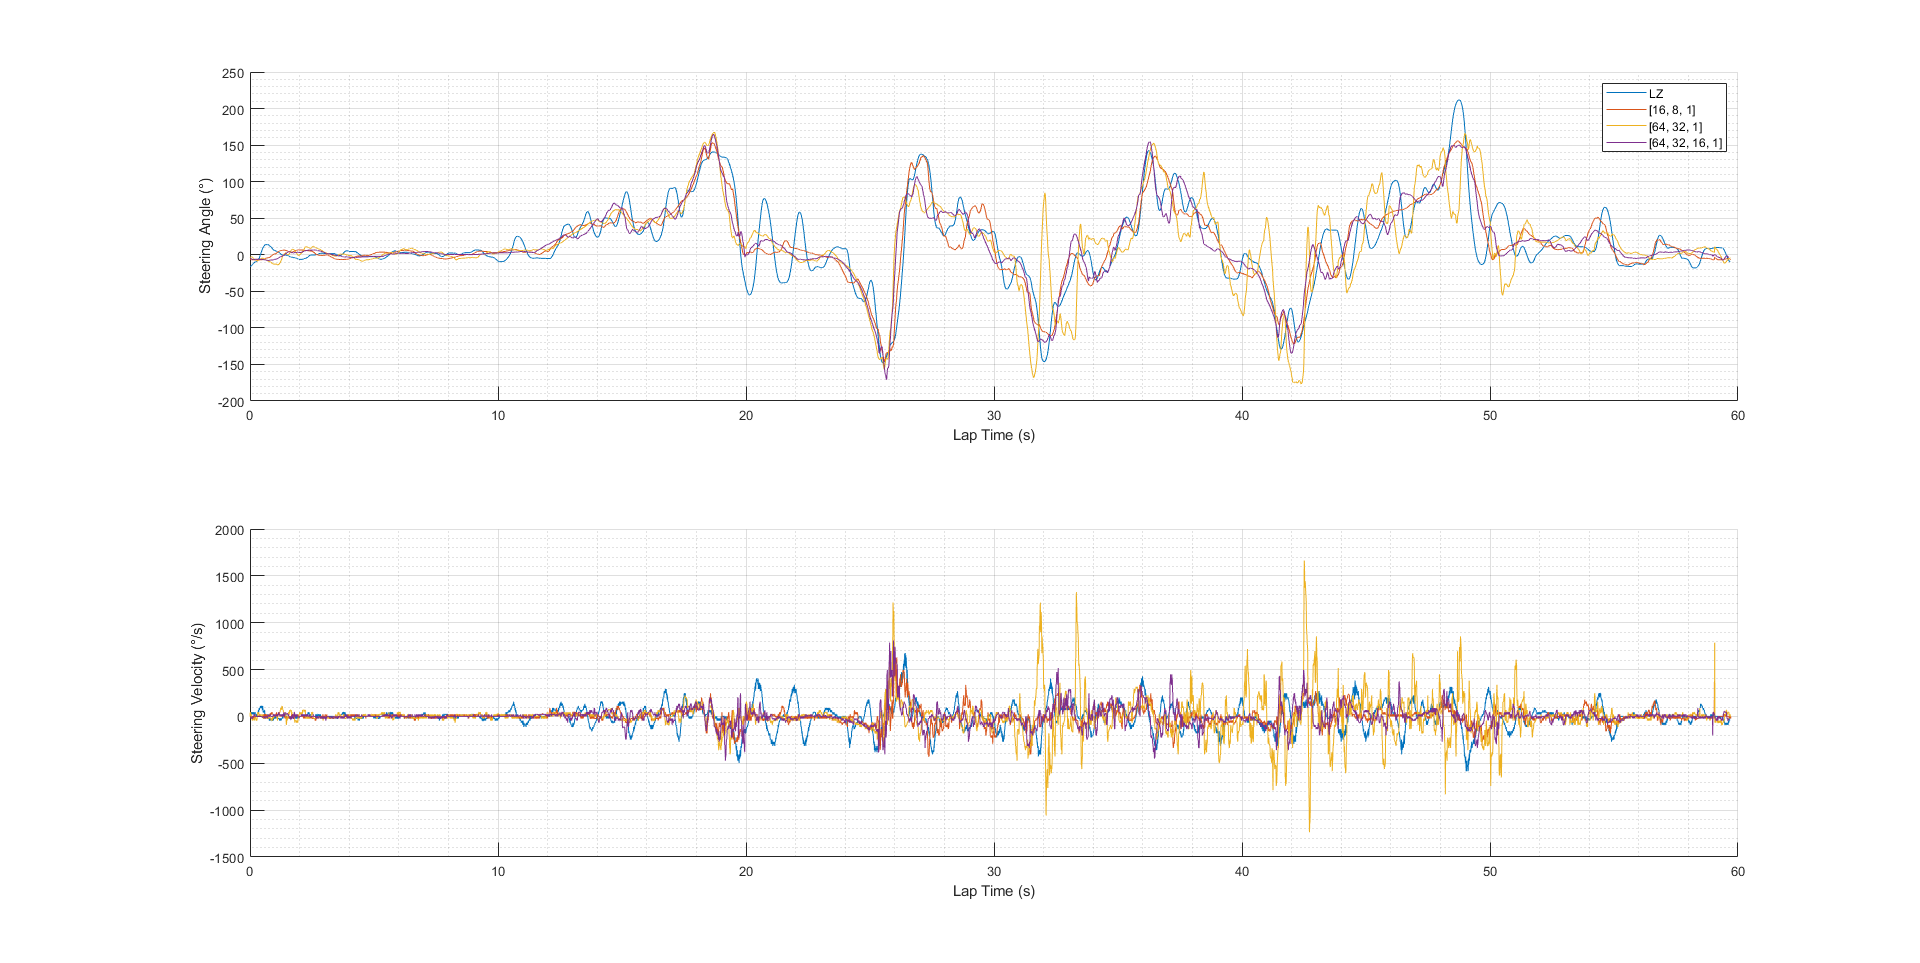 250
200
150
100
50
0
-50
-100
-150
-200
Steering Angle (°)
0 10 20 30 40 50 60
Lap Time (s)
LZ
[16, 8, 1]
[64, 32, 1]
[64, 32, 16, 1]
2000
1500
1000
500
0
-500
-1000
-1500
Steering Velocity (°/s)
0 10 20 30 40 50 60
Lap Time (s)